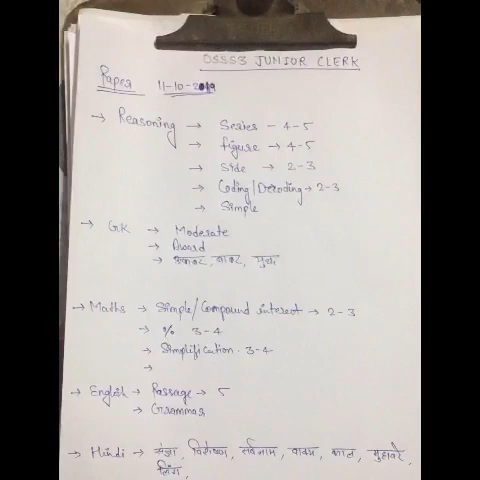 DSSSB JUNIOR CLERK
Paper 11-10-2019
→ Reasoning → Series - 4-5
→ figure → 4-5
→ Side → 2-3
→ Coding/Decoding → 2-3
→ Simple
→ GK → Moderate
→ Award
→ बाबर,
→ Maths → Simple/Compound interest → 2-3
→ % 3-4
→ Simplification - 3-4
→
→ English → Passage → 5
→ Grammar
→ Hindi → संज्ञा, विशेषण, सर्वनाम, वाक्य, काल, मुहावरे,
लिंग,